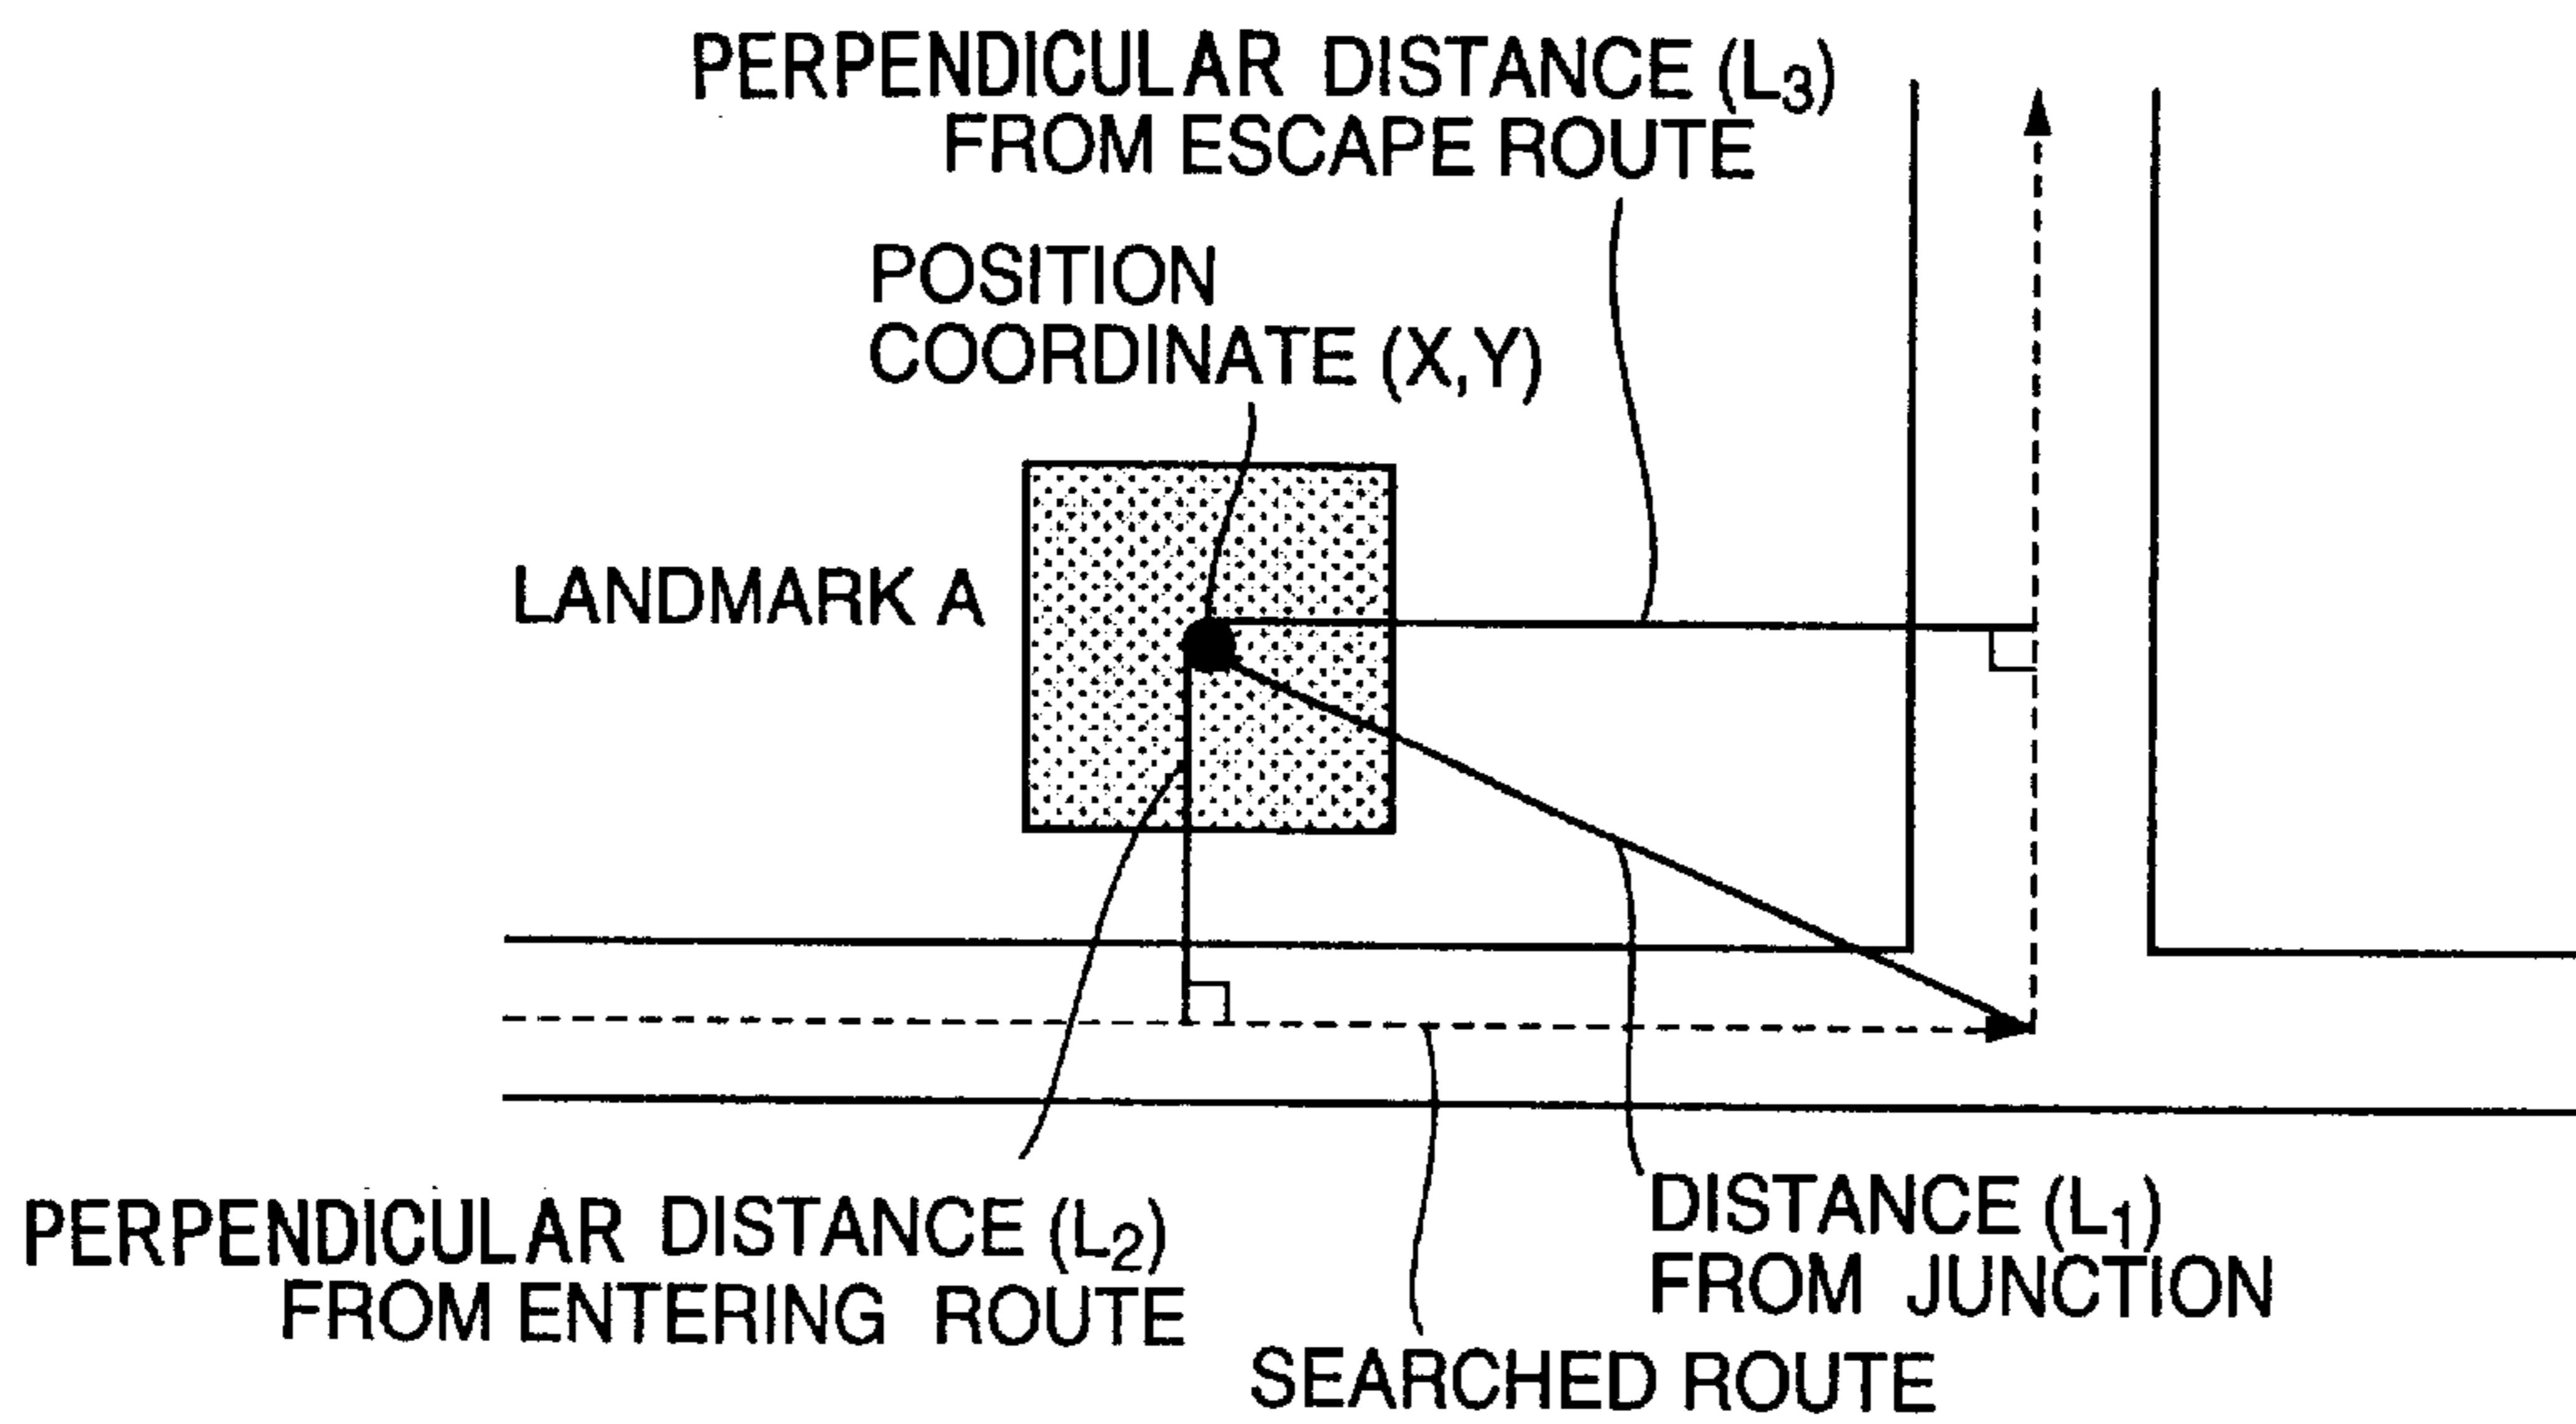 PERPENDICULAR DISTANCE (L3)
FROM ESCAPE ROUTE
POSITION
COORDINATE (X,Y)
LANDMARK A
PERPENDICULAR DISTANCE (L2)
FROM ENTERING ROUTE
DISTANCE (L1)
FROM JUNCTION
SEARCHED ROUTE